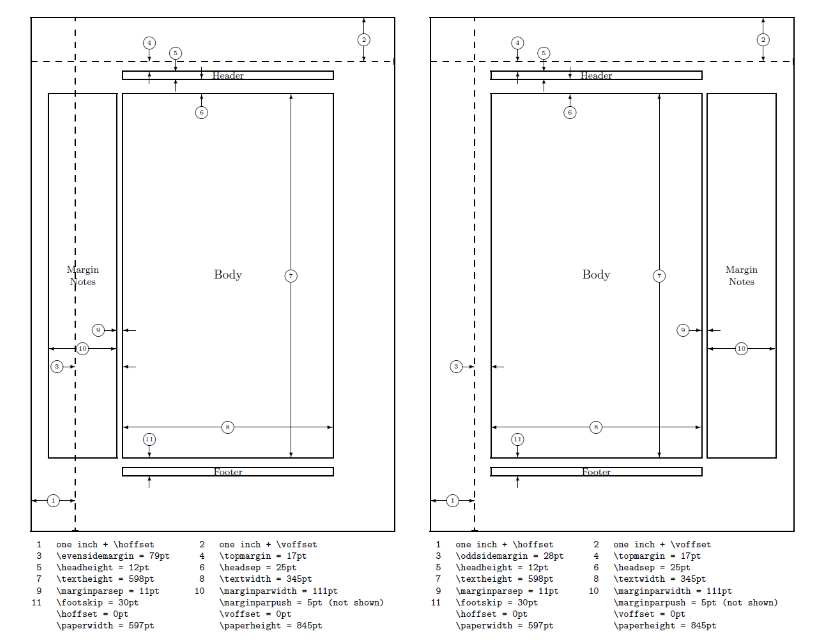 4
5
2
Header
6
Margin
Notes
Body
7
9
10
3
8
11
Footer
1
1 one inch + \hoffset 2 one inch + \voffset
3 \evensidemargin = 79pt 4 \topmargin = 17pt
5 \headheight = 12pt 6 \headsep = 25pt
7 \textheight = 598pt 8 \textwidth = 345pt
9 \marginparsep = 11pt 10 \marginparwidth = 111pt
11 \footskip = 30pt \marginparpush = 5pt (not shown)
\hoffset = 0pt \voffset = 0pt
\paperwidth = 597pt \paperheight = 845pt
4
5
2
Header
6
Body
7
Margin
Notes
9
10
3
8
11
Footer
1
1 one inch + \hoffset 2 one inch + \voffset
3 \oddsidemargin = 28pt 4 \topmargin = 17pt
5 \headheight = 12pt 6 \headsep = 25pt
7 \textheight = 598pt 8 \textwidth = 345pt
9 \marginparsep = 11pt 10 \marginparwidth = 111pt
11 \footskip = 30pt \marginparpush = 5pt (not shown)
\hoffset = 0pt \voffset = 0pt
\paperwidth = 597pt \paperheight = 845pt